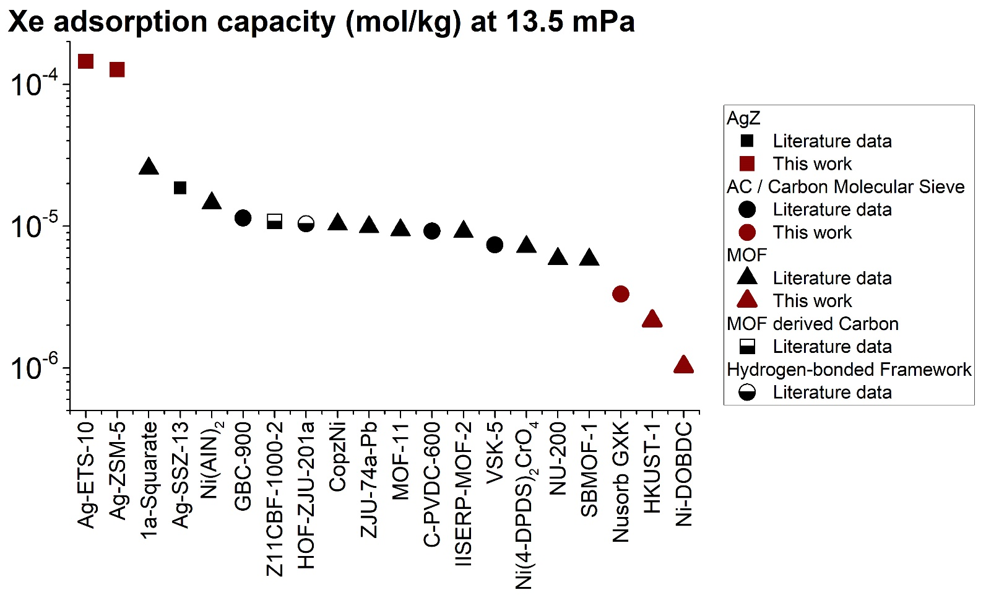 Xe adsorption capacity (mol/kg) at 13.5 mPa
10⁻⁴
10⁻⁵
10⁻⁶
Ag-ETS-10
Ag-ZSM-5
1a-Squarate
Ag-SSZ-13
Ni(AIN)₂
GBC-900
Z11CBF-1000-2
HOF-ZJU-201a
CopzNi
ZJU-74a-Pb
MOF-11
C-PVDC-600
IISERP-MOF-2
VSK-5
Ni(4-DPDS)₂CrO₄
NU-200
SBMOF-1
Nusorb GXK
HKUST-1
Ni-DOBDC
AgZ
Literature data
This work
AC / Carbon Molecular Sieve
Literature data
This work
MOF
Literature data
This work
MOF derived Carbon
Literature data
Hydrogen-bonded Framework
Literature data